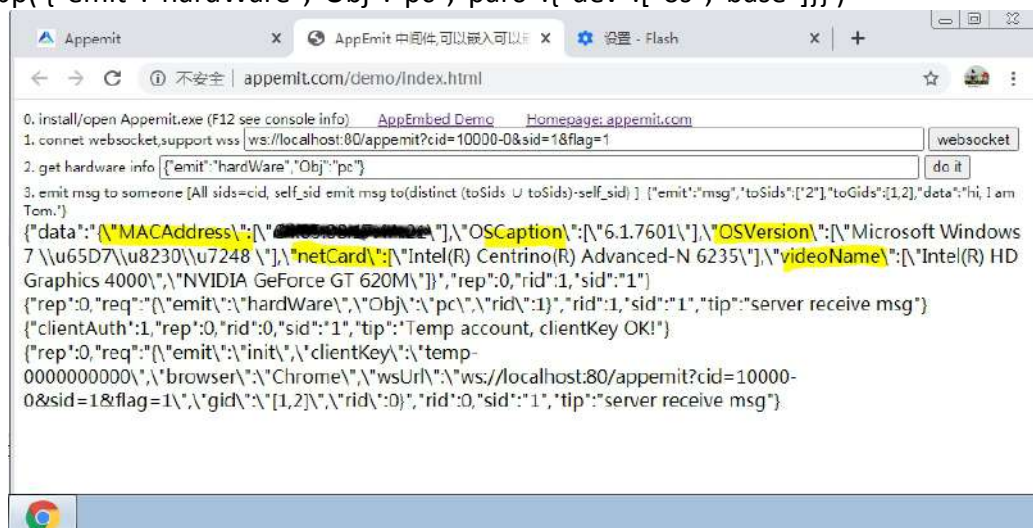 op( { "emit" : "hardWare" , "Obj" : "pc" , "par0" :{ "dev" :[ "os" , "base" ]}} )
Appemit × AppEmit 中间件,可以嵌入可以 × 设置 - Flash × +
不安全 appemit.com/demo/index.html
0. install/open Appemit.exe (F12 see console info) AppEmbed Demo Homepage: appemit.com
1. connet websocket,support wss ws://localhost:80/appemit?cid=10000-0&sid=1&flag=1 websocket
2. get hardware info {"emit":"hardWare","Obj":"pc"} do it
3. emit msg to someone [All sids=cid, self_sid emit msg to(distinct (toSids ∪ toSids)-self_sid) ] {"emit":"msg","toSids":["2"],"toGids":[1,2],"data":"hi, I am
Tom."}
{"data":"{\"MACAddress\":[\"\"],\"OSCaption\":[\"6.1.7601\"],\"OSVersion\":[\"Microsoft Windows
7 \\u65D7\\u8230\\u7248 \"],\"netCard\":[\"Intel(R) Centrino(R) Advanced-N 6235\"],\"videoName\":[\"Intel(R) HD
Graphics 4000\",\"NVIDIA GeForce GT 620M\"]}","rep":0,"rid":1,"sid":"1"}
{"rep":0,"req":"{\"emit\":\"hardWare\",\"Obj\":\"pc\",\"rid\":1}","rid":1,"sid":"1","tip":"server receive msg"}
{"clientAuth":1,"rep":0,"rid":0,"sid":"1","tip":"Temp account, clientKey OK!"}
{"rep":0,"req":"{\"emit\":\"init\",\"clientKey\":\"temp-
0000000000\",\"browser\":\"Chrome\",\"wsUrl\":\"ws://localhost:80/appemit?cid=10000-
0&sid=1&flag=1\",\"gid\":\"[1,2]\",\"rid\":0}","rid":0,"sid":"1","tip":"server receive msg"}